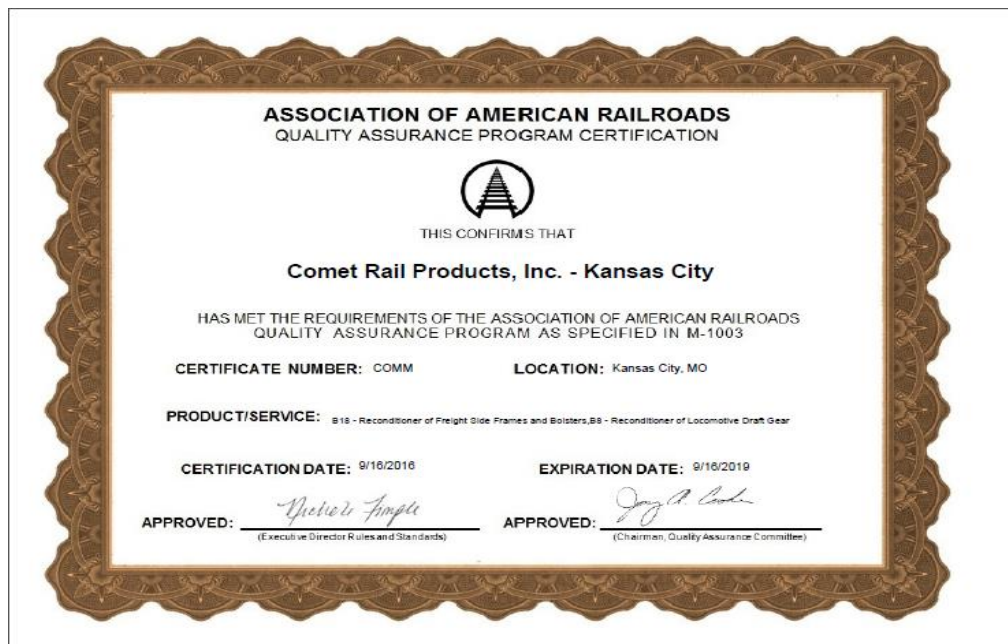 ASSOCIATION OF AMERICAN RAILROADS
QUALITY ASSURANCE PROGRAM CERTIFICATION
THIS CONFIRMS THAT
Comet Rail Products, Inc. - Kansas City
HAS MET THE REQUIREMENTS OF THE ASSOCIATION OF AMERICAN RAILROADS
QUALITY ASSURANCE PROGRAM AS SPECIFIED IN M-1003
CERTIFICATE NUMBER: COMM LOCATION: Kansas City, MO
PRODUCT/SERVICE: B18 - Reconditioner of Freight Side Frames and Bolsters,B8 - Reconditioner of Locomotive Draft Gear
CERTIFICATION DATE: 9/16/2016 EXPIRATION DATE: 9/16/2019
APPROVED: APPROVED:
(Executive Director Rules and Standards) (Chairman, Quality Assurance Committee)